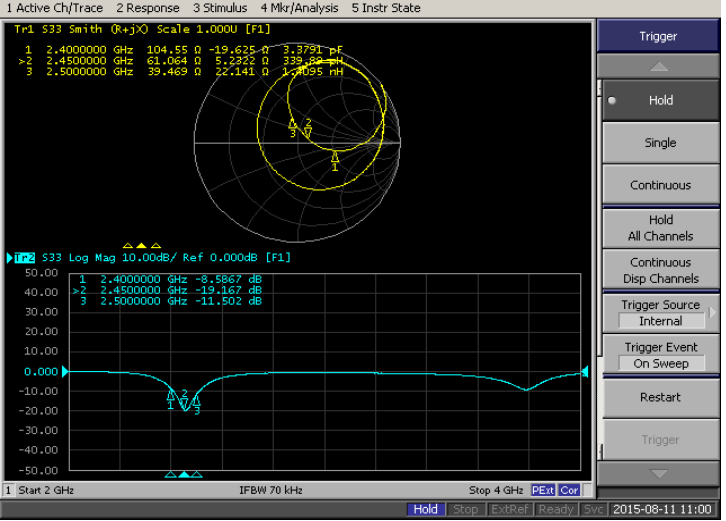 1 Active Ch/Trace 2 Response 3 Stimulus 4 Mkr/Analysis 5 Instr State
Tr1 S33 Smith (R+jX) Scale 1.000U [F1]
1 2.4000000 GHz 104.55 Ω -19.625 Ω 3.3791 pF
>2 2.4500000 GHz 61.064 Ω 5.2322 Ω 339.89 pH
3 2.5000000 GHz 39.469 Ω 22.141 Ω 1.4095 nH
2
3
1
Tr2 S33 Log Mag 10.00dB/ Ref 0.000dB [F1]
50.00
1 2.4000000 GHz -8.5867 dB
40.00
>2 2.4500000 GHz -19.167 dB
3 2.5000000 GHz -11.502 dB
30.00
20.00
10.00
0.000
-10.00
2
1
3
-20.00
-30.00
-40.00
-50.00
1 Start 2 GHz IFBW 70 kHz Stop 4 GHz PExt Cor
Hold Stop ExtRef Ready Svc 2015-08-11 11:00
Trigger
Hold
Single
Continuous
Hold
All Channels
Continuous
Disp Channels
Trigger Source
Internal
Trigger Event
On Sweep
Restart
Trigger